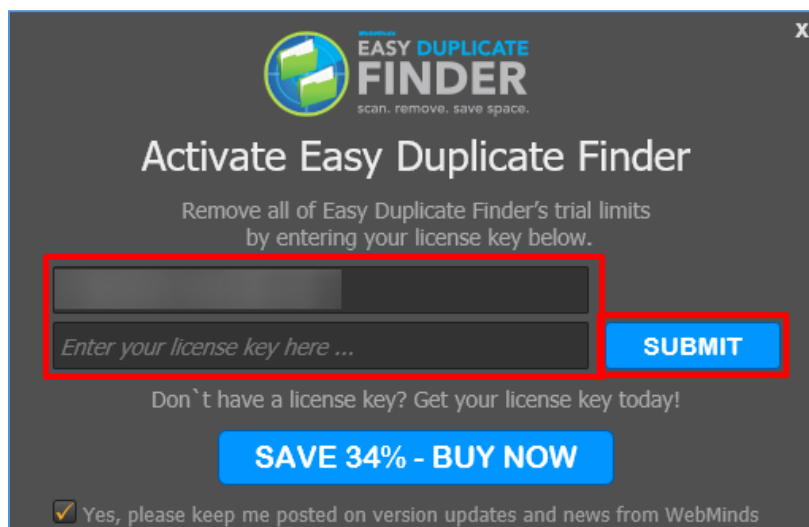 x
EASY DUPLICATE
FINDER
scan. remove. save space.
Activate Easy Duplicate Finder
Remove all of Easy Duplicate Finder's trial limits
by entering your license key below.
Enter your license key here ...
SUBMIT
Don`t have a license key? Get your license key today!
SAVE 34% - BUY NOW
Yes, please keep me posted on version updates and news from WebMinds